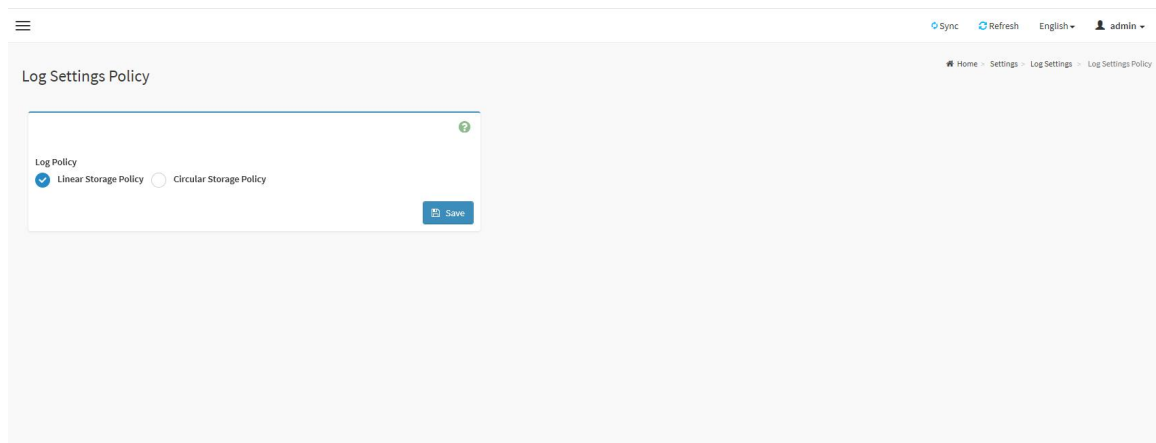 Sync Refresh English admin
Home > Settings > Log Settings > Log Settings Policy
Log Settings Policy
Log Policy
Linear Storage Policy Circular Storage Policy
Save